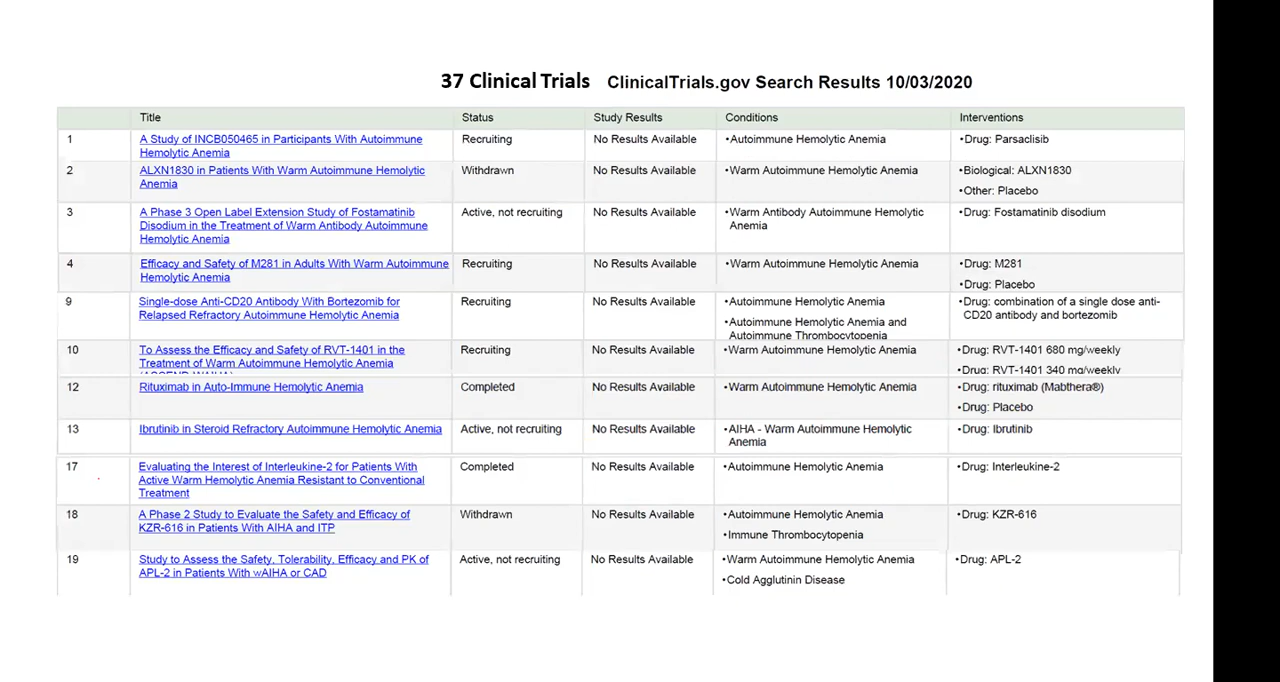 37 Clinical Trials ClinicalTrials.gov Search Results 10/03/2020
Title Status Study Results Conditions Interventions
1 A Study of INCB050465 in Participants With Autoimmune Recruiting No Results Available •Autoimmune Hemolytic Anemia •Drug: Parsaclisib
Hemolytic Anemia
2 ALXN1830 in Patients With Warm Autoimmune Hemolytic Withdrawn No Results Available •Warm Autoimmune Hemolytic Anemia •Biological: ALXN1830
Anemia •Other: Placebo
3 A Phase 3 Open Label Extension Study of Fostamatinib Active, not recruiting No Results Available •Warm Antibody Autoimmune Hemolytic •Drug: Fostamatinib disodium
Disodium in the Treatment of Warm Antibody Autoimmune Anemia
Hemolytic Anemia
4 Efficacy and Safety of M281 in Adults With Warm Autoimmune Recruiting No Results Available •Warm Autoimmune Hemolytic Anemia •Drug: M281
Hemolytic Anemia •Drug: Placebo
9 Single-dose Anti-CD20 Antibody With Bortezomib for Recruiting No Results Available •Autoimmune Hemolytic Anemia •Drug: combination of a single dose anti-
Relapsed Refractory Autoimmune Hemolytic Anemia •Autoimmune Hemolytic Anemia and CD20 antibody and bortezomib
Autoimmune Thrombocytopenia
10 To Assess the Efficacy and Safety of RVT-1401 in the Recruiting No Results Available •Warm Autoimmune Hemolytic Anemia •Drug: RVT-1401 680 mg/weekly
Treatment of Warm Autoimmune Hemolytic Anemia •Drug: RVT-1401 340 mg/weekly
12 Rituximab in Auto-Immune Hemolytic Anemia Completed No Results Available •Warm Autoimmune Hemolytic Anemia •Drug: rituximab (Mabthera®)
•Drug: Placebo
13 Ibrutinib in Steroid Refractory Autoimmune Hemolytic Anemia Active, not recruiting No Results Available •AIHA - Warm Autoimmune Hemolytic •Drug: Ibrutinib
Anemia
17 Evaluating the Interest of Interleukine-2 for Patients With Completed No Results Available •Autoimmune Hemolytic Anemia •Drug: Interleukine-2
Active Warm Hemolytic Anemia Resistant to Conventional
Treatment
18 A Phase 2 Study to Evaluate the Safety and Efficacy of Withdrawn No Results Available •Autoimmune Hemolytic Anemia •Drug: KZR-616
KZR-616 in Patients With AIHA and ITP •Immune Thrombocytopenia
19 Study to Assess the Safety, Tolerability, Efficacy and PK of Active, not recruiting No Results Available •Warm Autoimmune Hemolytic Anemia •Drug: APL-2
APL-2 in Patients With wAIHA or CAD •Cold Agglutinin Disease